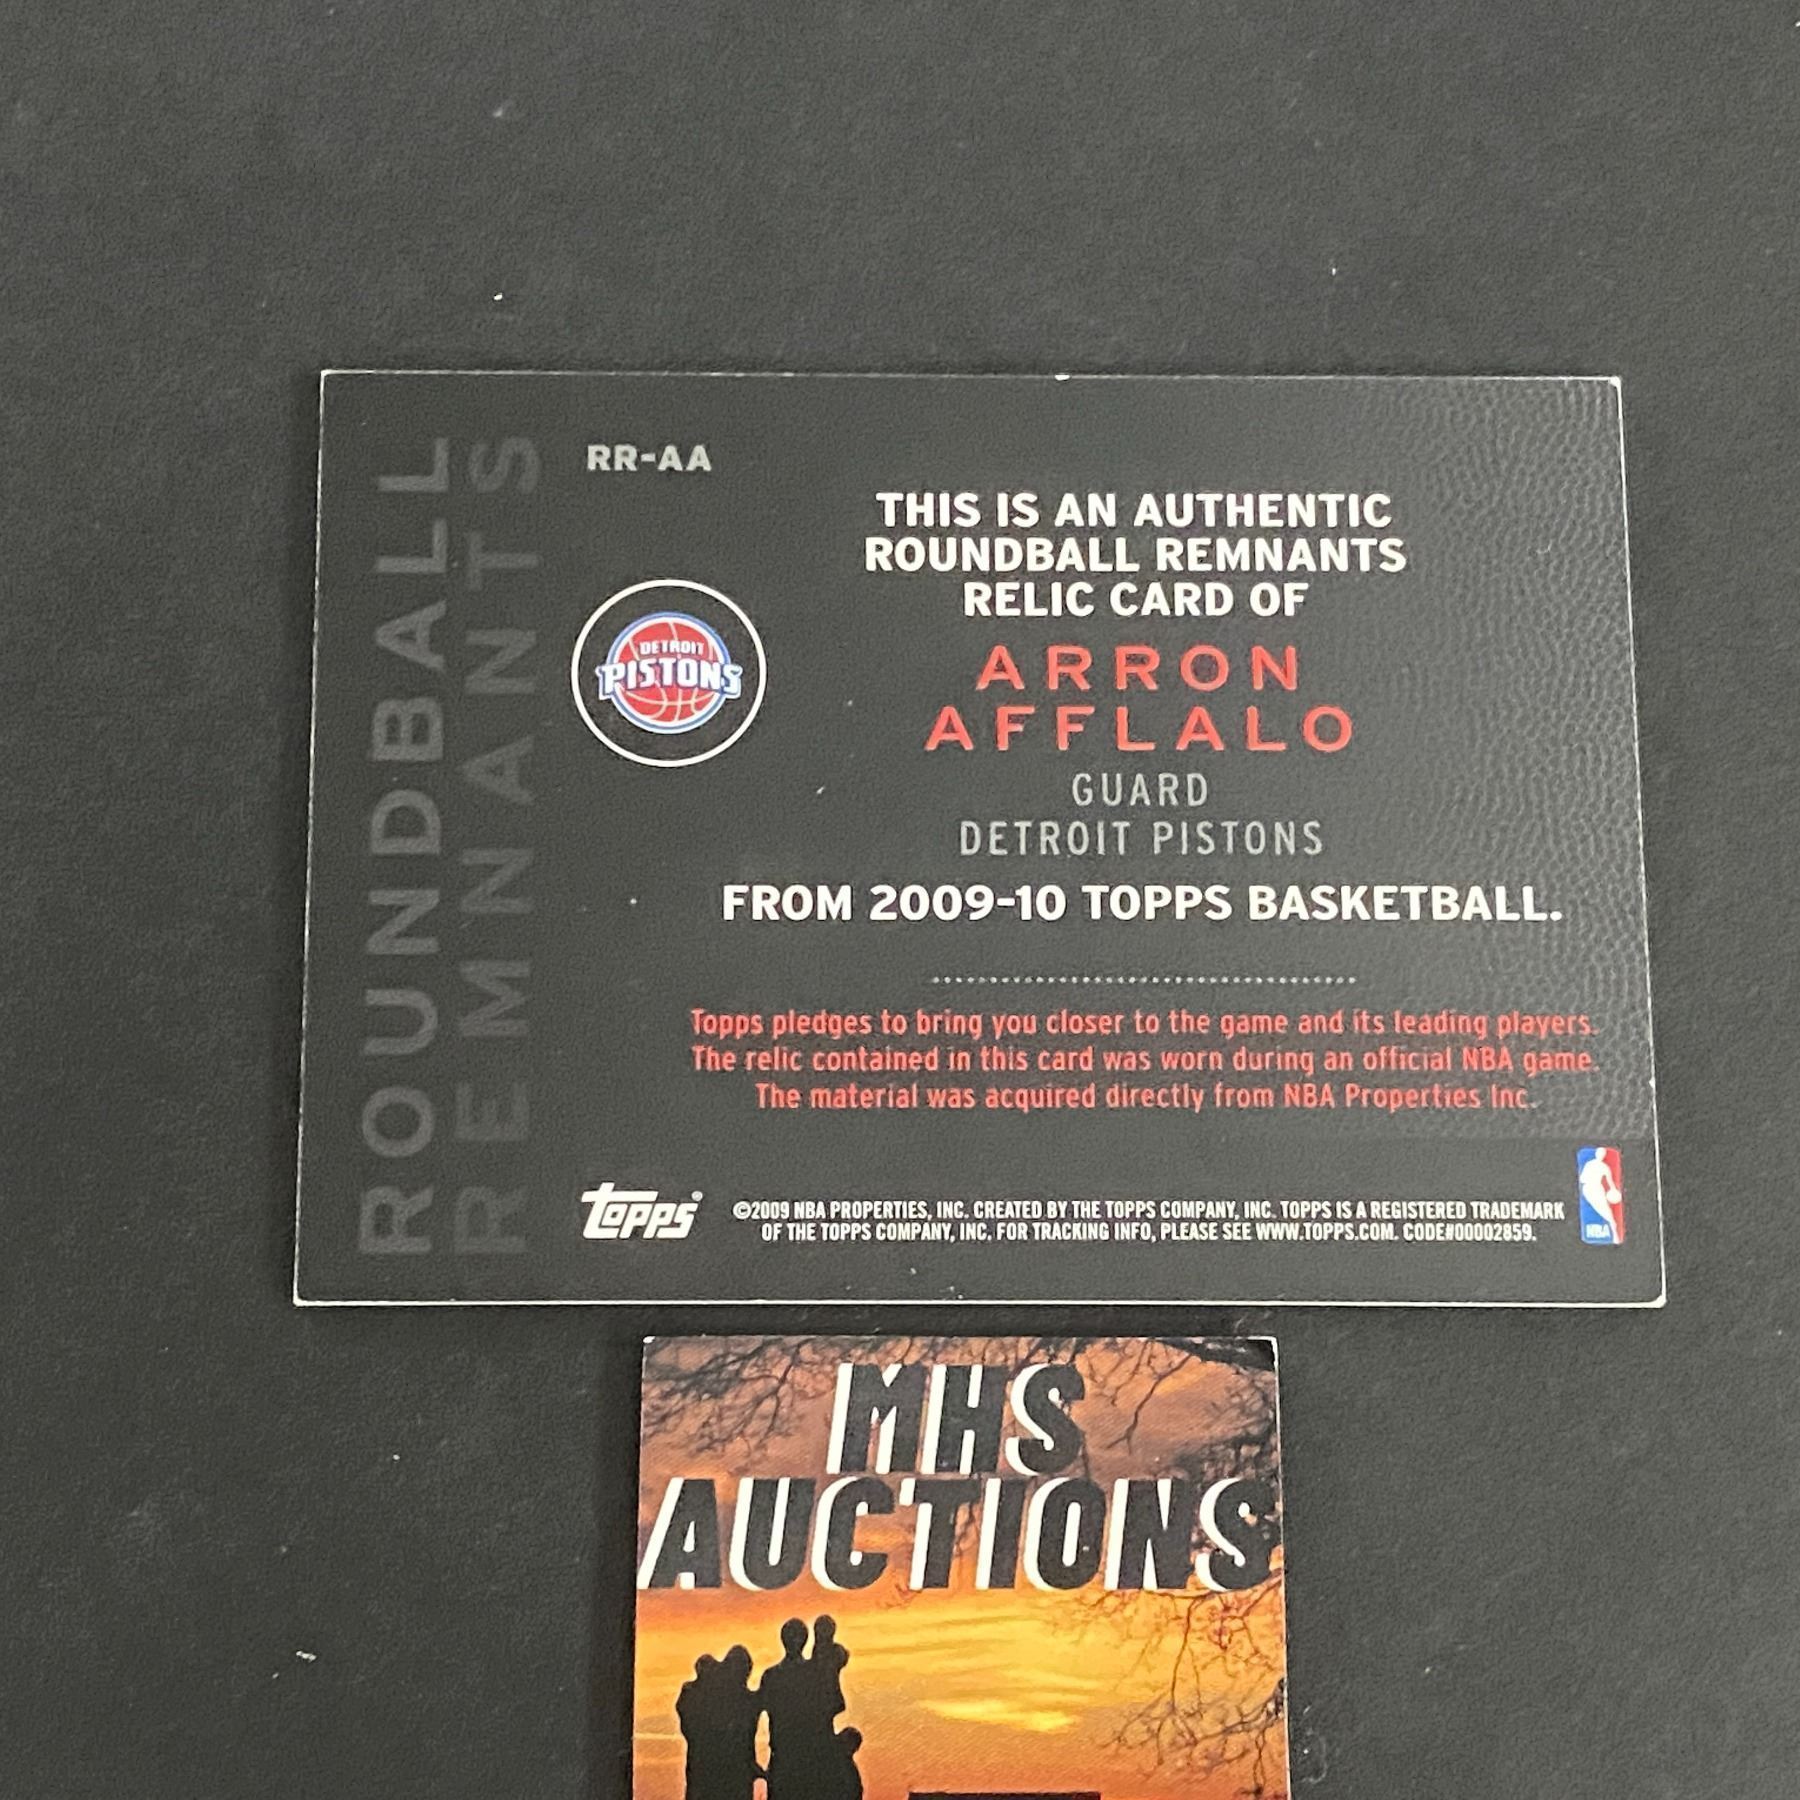 ROUNDBALL
REMNANTS
RR-AA
DETROIT
PISTONS
THIS IS AN AUTHENTIC
ROUNDBALL REMNANTS
RELIC CARD OF
ARRON
AFFLALO
GUARD
DETROIT PISTONS
FROM 2009-10 TOPPS BASKETBALL.
Topps pledges to bring you closer to the game and its leading players.
The relic contained in this card was worn during an official NBA game.
The material was acquired directly from NBA Properties Inc.
Topps®
©2009 NBA PROPERTIES, INC. CREATED BY THE TOPPS COMPANY, INC. TOPPS IS A REGISTERED TRADEMARK
OF THE TOPPS COMPANY, INC. FOR TRACKING INFO, PLEASE SEE WWW.TOPPS.COM. CODE#00002859.
NBA
MHS
AUCTIONS